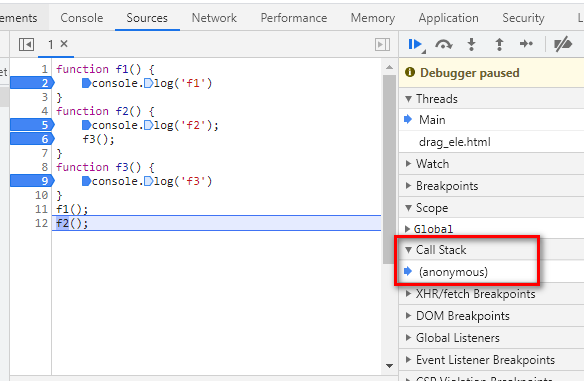 ements Console Sources Network Performance Memory Application Security
1 ×
et
1 function f1() {
2 console.log('f1')
3 }
4 function f2() {
5 console.log('f2');
6 f3();
7 }
8 function f3() {
9 console.log('f3')
10 }
11 f1();
12 f2();
Debugger paused
Threads
Main
drag_ele.html
Watch
Breakpoints
Scope
Global
Call Stack
(anonymous)
XHR/fetch Breakpoints
DOM Breakpoints
Global Listeners
Event Listener Breakpoints
CSP Violation Breakpoints